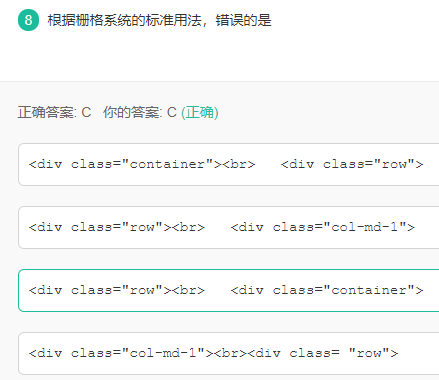 8 根据栅格系统的标准用法，错误的是
正确答案: C 你的答案: C (正确)
<div class="container"><br>   <div class="row">
<div class="row"><br>   <div class="col-md-1">
<div class="row"><br>   <div class="container">
<div class="col-md-1"><br><div class= "row">